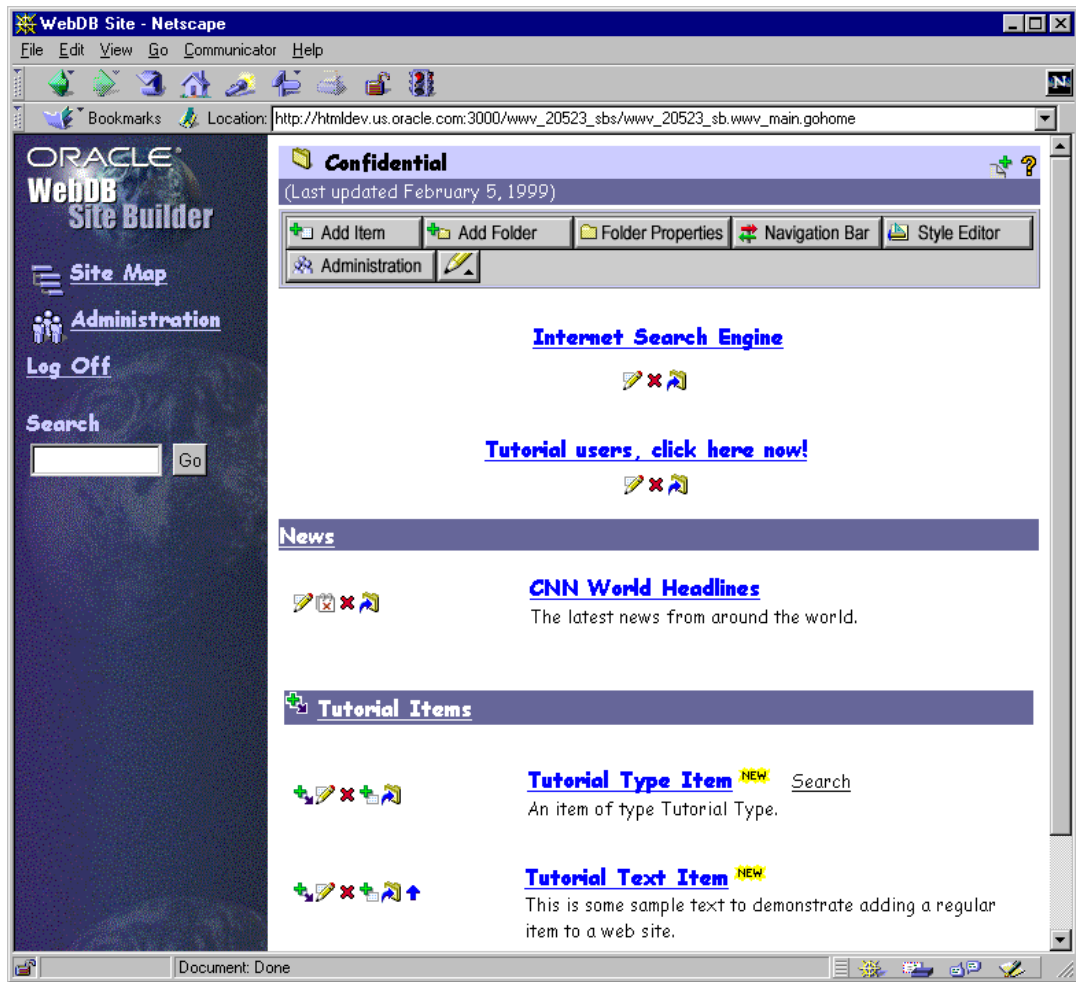 WebDB Site - Netscape
File Edit View Go Communicator Help
N
Bookmarks Location: http://htmldev.us.oracle.com:3000/wwv_20523_sbs/wwv_20523_sb.wwv_main.gohome
ORACLE
WebDB
Site Builder
Site Map
Administration
Log Off
Search
Go
Confidential
(Last updated February 5, 1999)
Add Item Add Folder Folder Properties Navigation Bar Style Editor
Administration
Internet Search Engine
Tutorial users, click here now!
News
CNN World Headlines
The latest news from around the world.
Tutorial Items
Tutorial Type Item NEW Search
An item of type Tutorial Type.
Tutorial Text Item NEW
This is some sample text to demonstrate adding a regular
item to a web site.
Document: Done